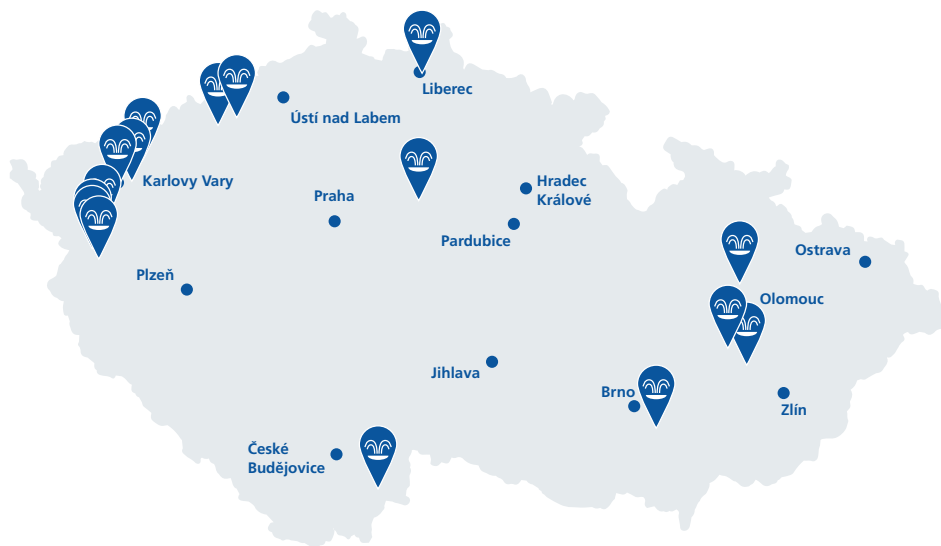 Liberec
Ústí nad Labem
Karlovy Vary
Hradec
Králové
Praha
Pardubice
Ostrava
Plzeň
Olomouc
Jihlava
Brno
Zlín
České
Budějovice